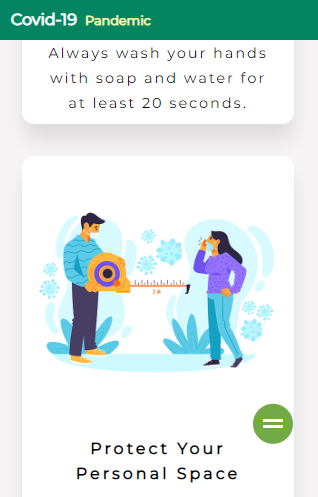 Covid-19 Pandemic
Always wash your hands
with soap and water for
at least 20 seconds.
Protect Your
Personal Space